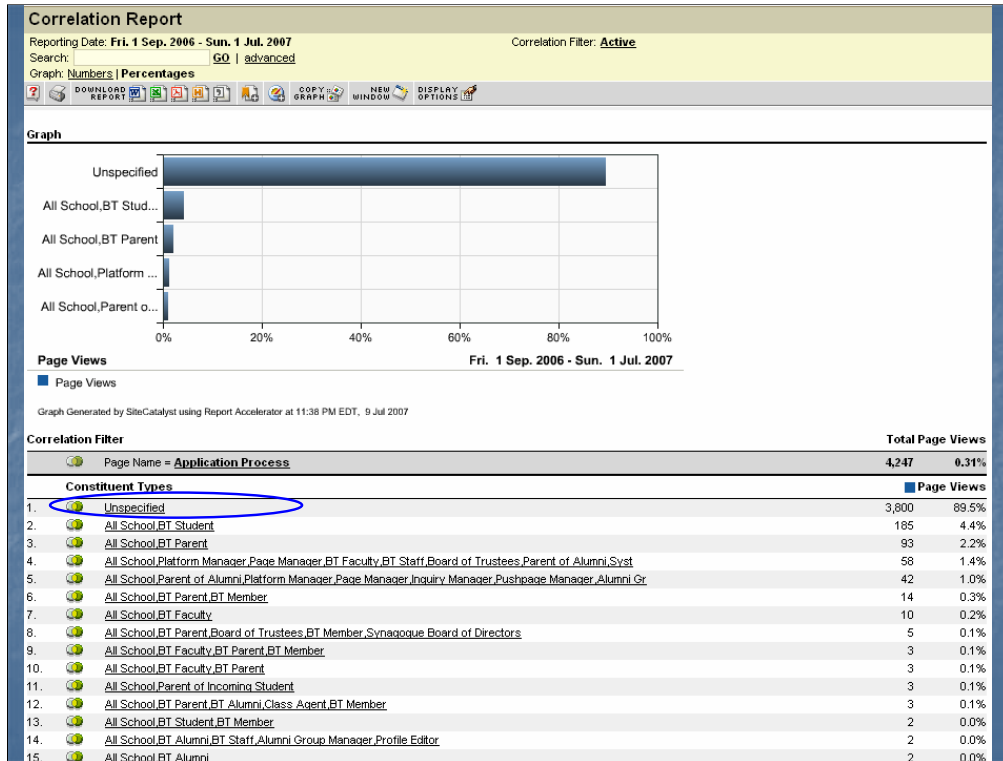 Correlation Report
Reporting Date: Fri. 1 Sep. 2006 - Sun. 1 Jul. 2007 Correlation Filter: Active
Search: GO | advanced
Graph: Numbers | Percentages
DOWNLOAD REPORT COPY GRAPH NEW WINDOW DISPLAY OPTIONS
Graph
Unspecified
All School,BT Stud...
All School,BT Parent
All School,Platform ...
All School,Parent o...
0% 20% 40% 60% 80% 100%
Page Views Fri. 1 Sep. 2006 - Sun. 1 Jul. 2007
Page Views
Graph Generated by SiteCatalyst using Report Accelerator at 11:38 PM EDT, 9 Jul 2007
Correlation Filter Total Page Views
Page Name = Application Process 4,247 0.31%
Constituent Types Page Views
1. Unspecified 3,800 89.5%
2. All School,BT Student 185 4.4%
3. All School,BT Parent 93 2.2%
4. All School,Platform Manager,Page Manager,BT Faculty,BT Staff,Board of Trustees,Parent of Alumni,Syst 58 1.4%
5. All School,Parent of Alumni,Platform Manager,Page Manager,Inquiry Manager,Pushpage Manager,Alumni Gr 42 1.0%
6. All School,BT Parent,BT Member 14 0.3%
7. All School,BT Faculty 10 0.2%
8. All School,BT Parent,Board of Trustees,BT Member,Synagogue Board of Directors 5 0.1%
9. All School,BT Faculty,BT Parent,BT Member 3 0.1%
10. All School,BT Faculty,BT Parent 3 0.1%
11. All School,Parent of Incoming Student 3 0.1%
12. All School,BT Parent,BT Alumni,Class Agent,BT Member 3 0.1%
13. All School,BT Student,BT Member 2 0.0%
14. All School,BT Alumni,BT Staff,Alumni Group Manager,Profile Editor 2 0.0%
15. All School,BT Alumni 2 0.0%